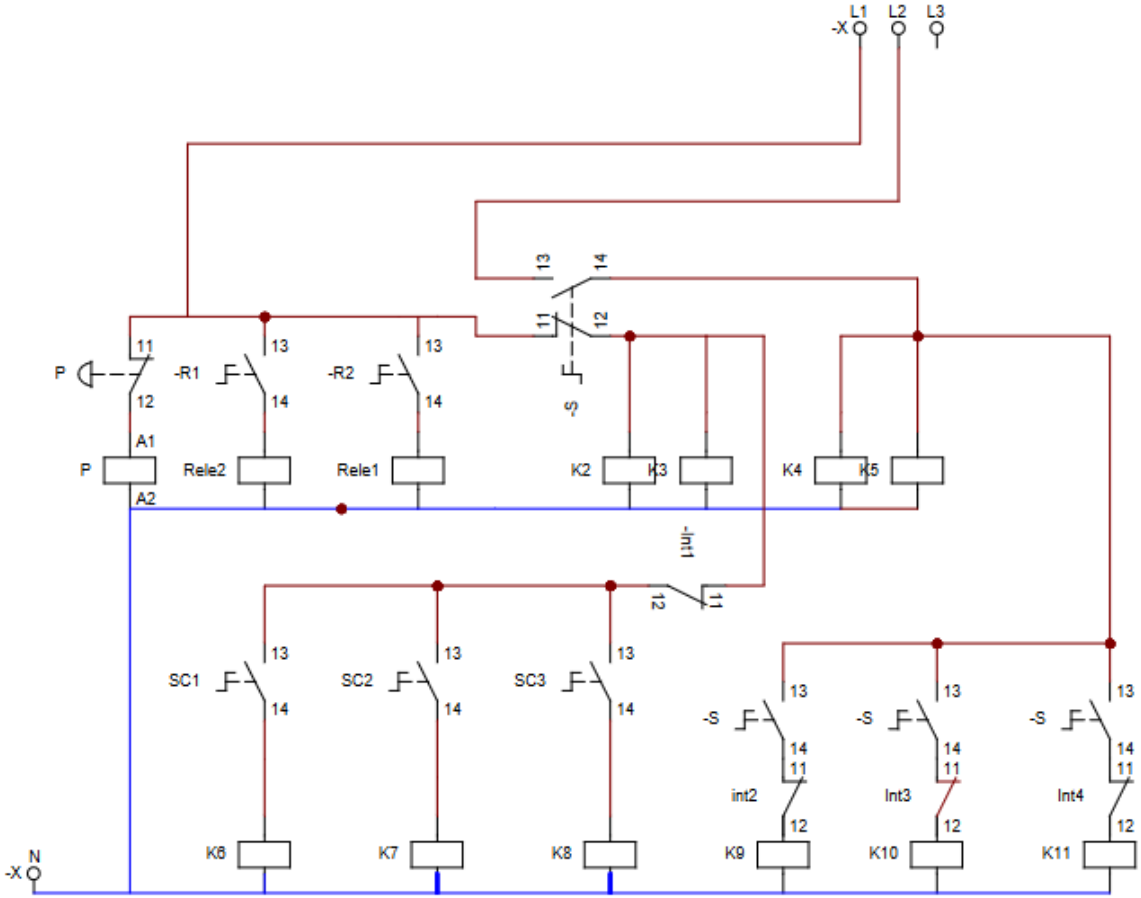 L1 L2 L3
-X
13 14
11 12
-S
11 13 13
P -R1 -R2
12 14 14
A1
P Rele2 Rele1 K2 K3 K4 K5
A2
-Int1
12 11
13 13 13
SC1 SC2 SC3
14 14 14
13 13 13
-S -S -S
14 14 14
11 11 11
int2 Int3 Int4
12 12 12
K6 K7 K8 K9 K10 K11
N
-X